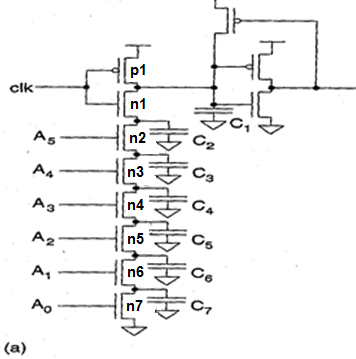 p1
clk
n1
C1
A5 n2 C2
A4 n3 C3
A3 n4 C4
A2 n5 C5
A1 n6 C6
A0 n7 C7
(a)